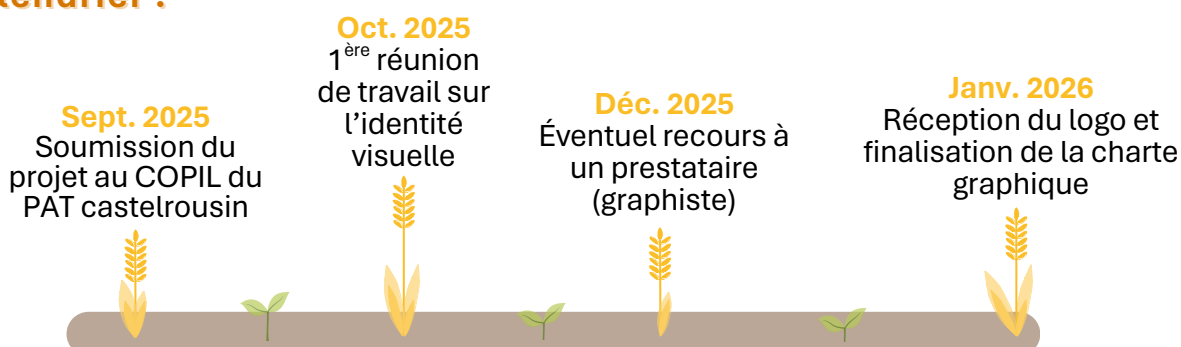 Sept. 2025
Soumission du
projet au COPIL du
PAT castelrousin
Oct. 2025
1ère réunion
de travail sur
l’identité
visuelle
Déc. 2025
Éventuel recours à
un prestataire
(graphiste)
Janv. 2026
Réception du logo et
finalisation de la charte
graphique